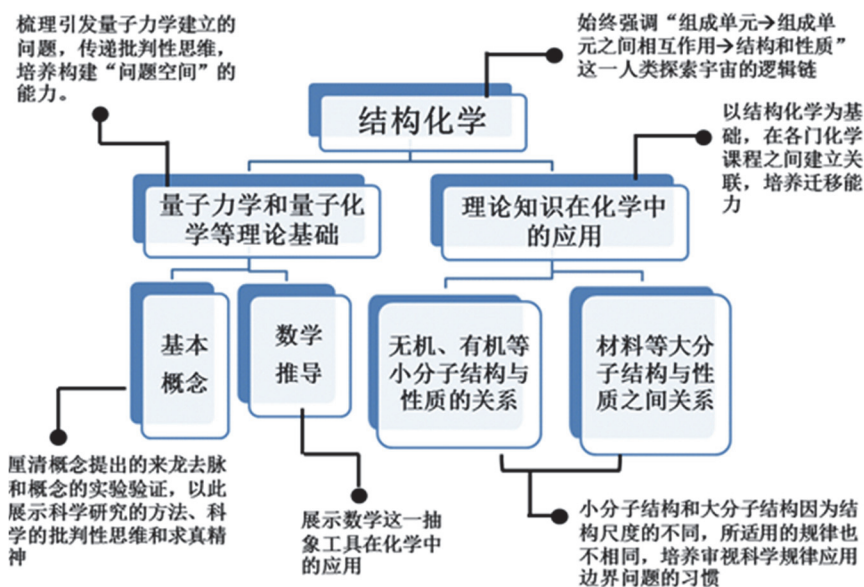 梳理引发量子力学建立的
问题，传递批判性思维，
培养构建“问题空间”的
能力。
始终强调“组成单元→组成单
元之间相互作用→结构和性质”
这一人类探索宇宙的逻辑链
结构化学
以结构化学为基
础，在各门化学
课程之间建立关
联，培养迁移能
力
量子力学和量子化
学等理论基础
理论知识在化学中
的应用
基本
概念
数学
推导
无机、有机等
小分子结构与
性质的关系
材料等大分
子结构与性
质之间关系
厘清概念提出的来龙去脉
和概念的实验验证，以此
展示科学研究的方法、科
学的批判性思维和求真精
神
展示数学这一抽
象工具在化学中
的应用
小分子结构和大分子结构因为结
构尺度的不同，所适用的规律也
不相同，培养审视科学规律应用
边界问题的习惯